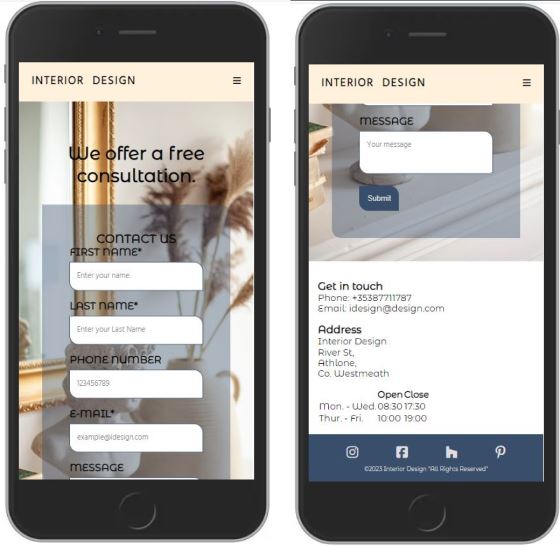 INTERIOR DESIGN
We offer a free
consultation.
CONTACT US
FIRST NAME*
Enter your name.
LAST NAME*
Enter your Last Name
PHONE NUMBER
123456789
E-MAIL*
example@idesign.com
MESSAGE
INTERIOR DESIGN
MESSAGE
Your message
Submit
Get in touch
Phone: +35387711787
Email: idesign@design.com
Address
Interior Design
River St,
Athlone,
Co. Westmeath
Open Close
Mon. - Wed. 08:30 17:30
Thur. - Fri. 10:00 19:00
©2023 Interior Design "All Rights Reserved"